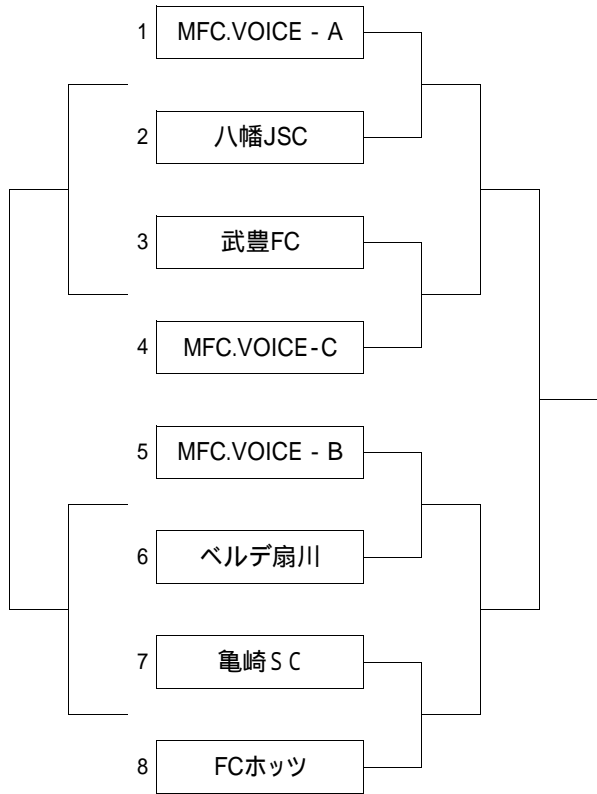 1 MFC.VOICE - A
2 八幡JSC
3 武豊FC
4 MFC.VOICE-C
5 MFC.VOICE - B
6 ベルデ扇川
7 亀崎ＳＣ
8 FCホッツ